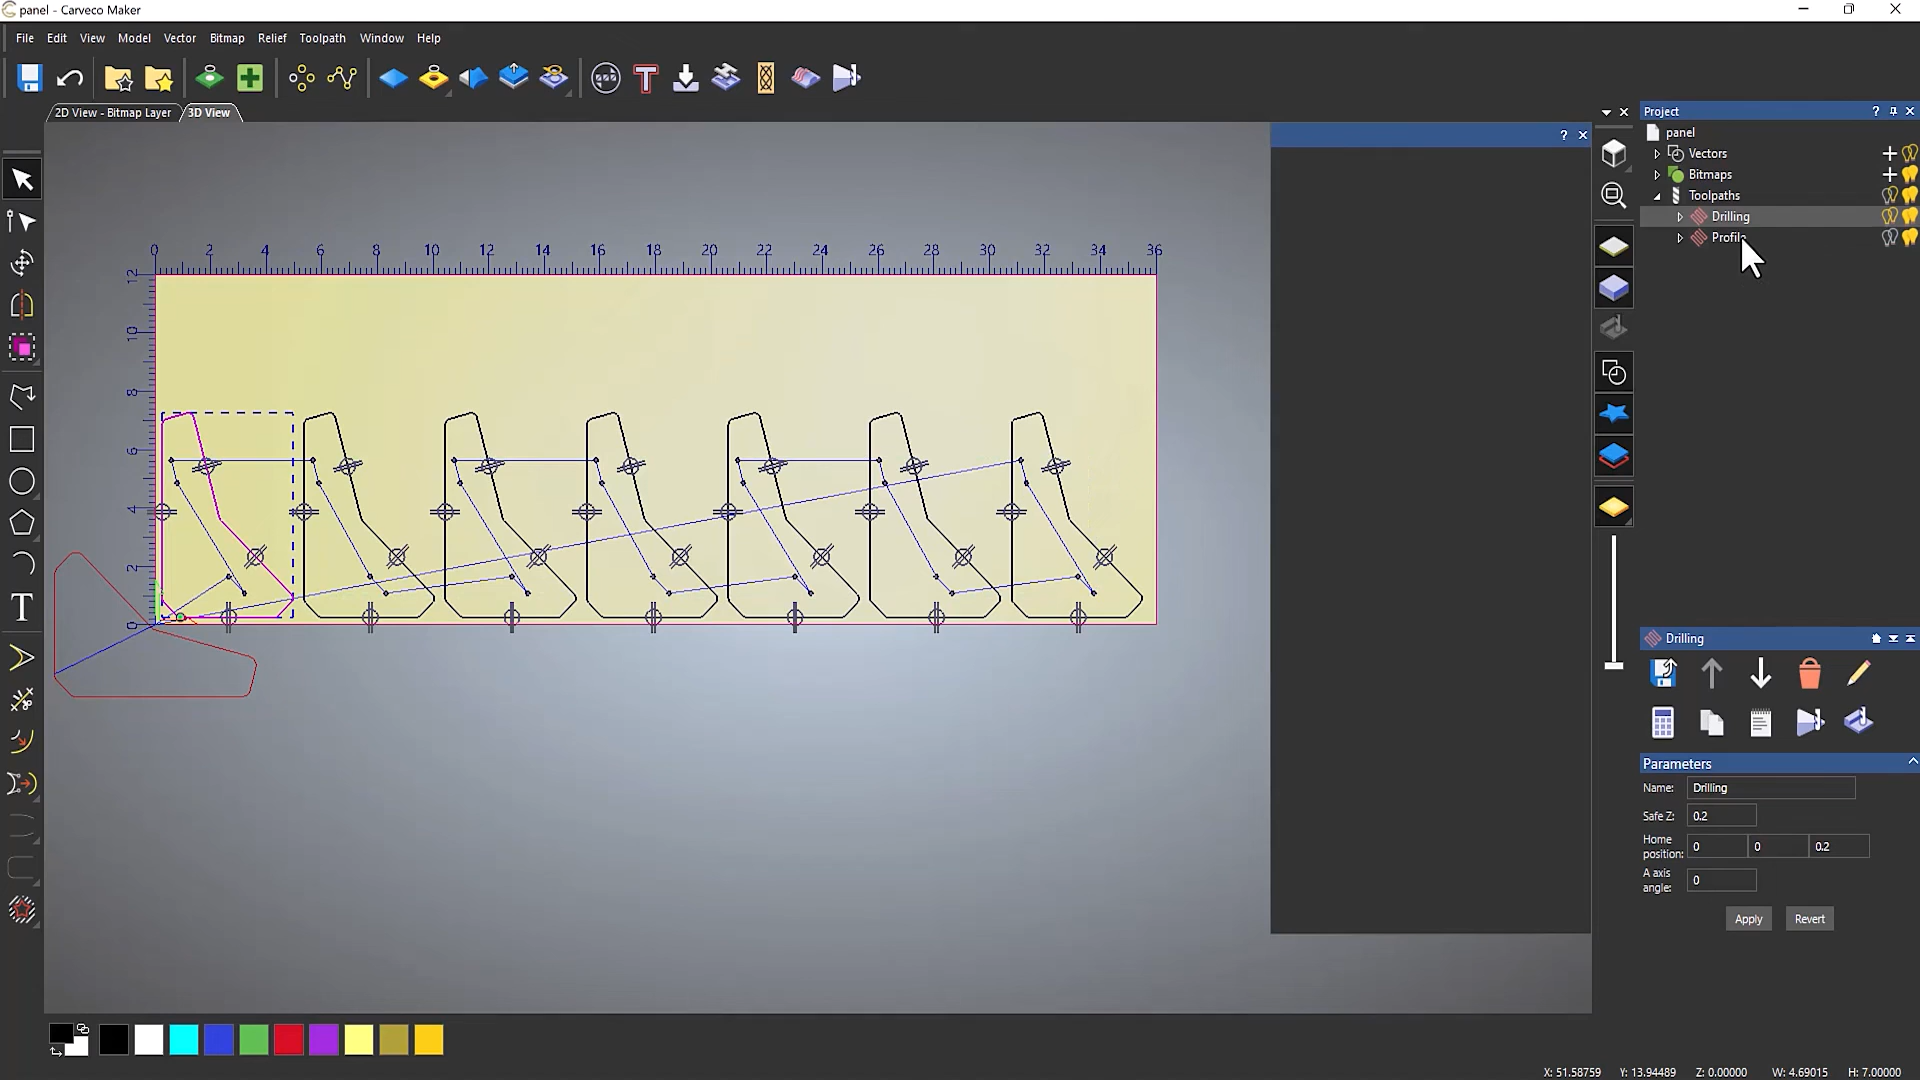 panel - Carveco Maker
File Edit View Model Vector Bitmap Relief Toolpath Window Help
2D View - Bitmap Layer 3D View
Project
panel
Vectors
Bitmaps
Toolpaths
Drilling
Profile
0 2 4 6 8 10 12 14 16 18 20 22 24 26 28 30 32 34 36
12
10
8
6
4
2
0
Drilling
Parameters
Name: Drilling
Safe Z: 0.2
Home position: 0 0 0.2
A axis angle: 0
Apply Revert
X: 51.58759 Y: 13.94489 Z: 0.00000 W: 4.69015 H: 7.00000